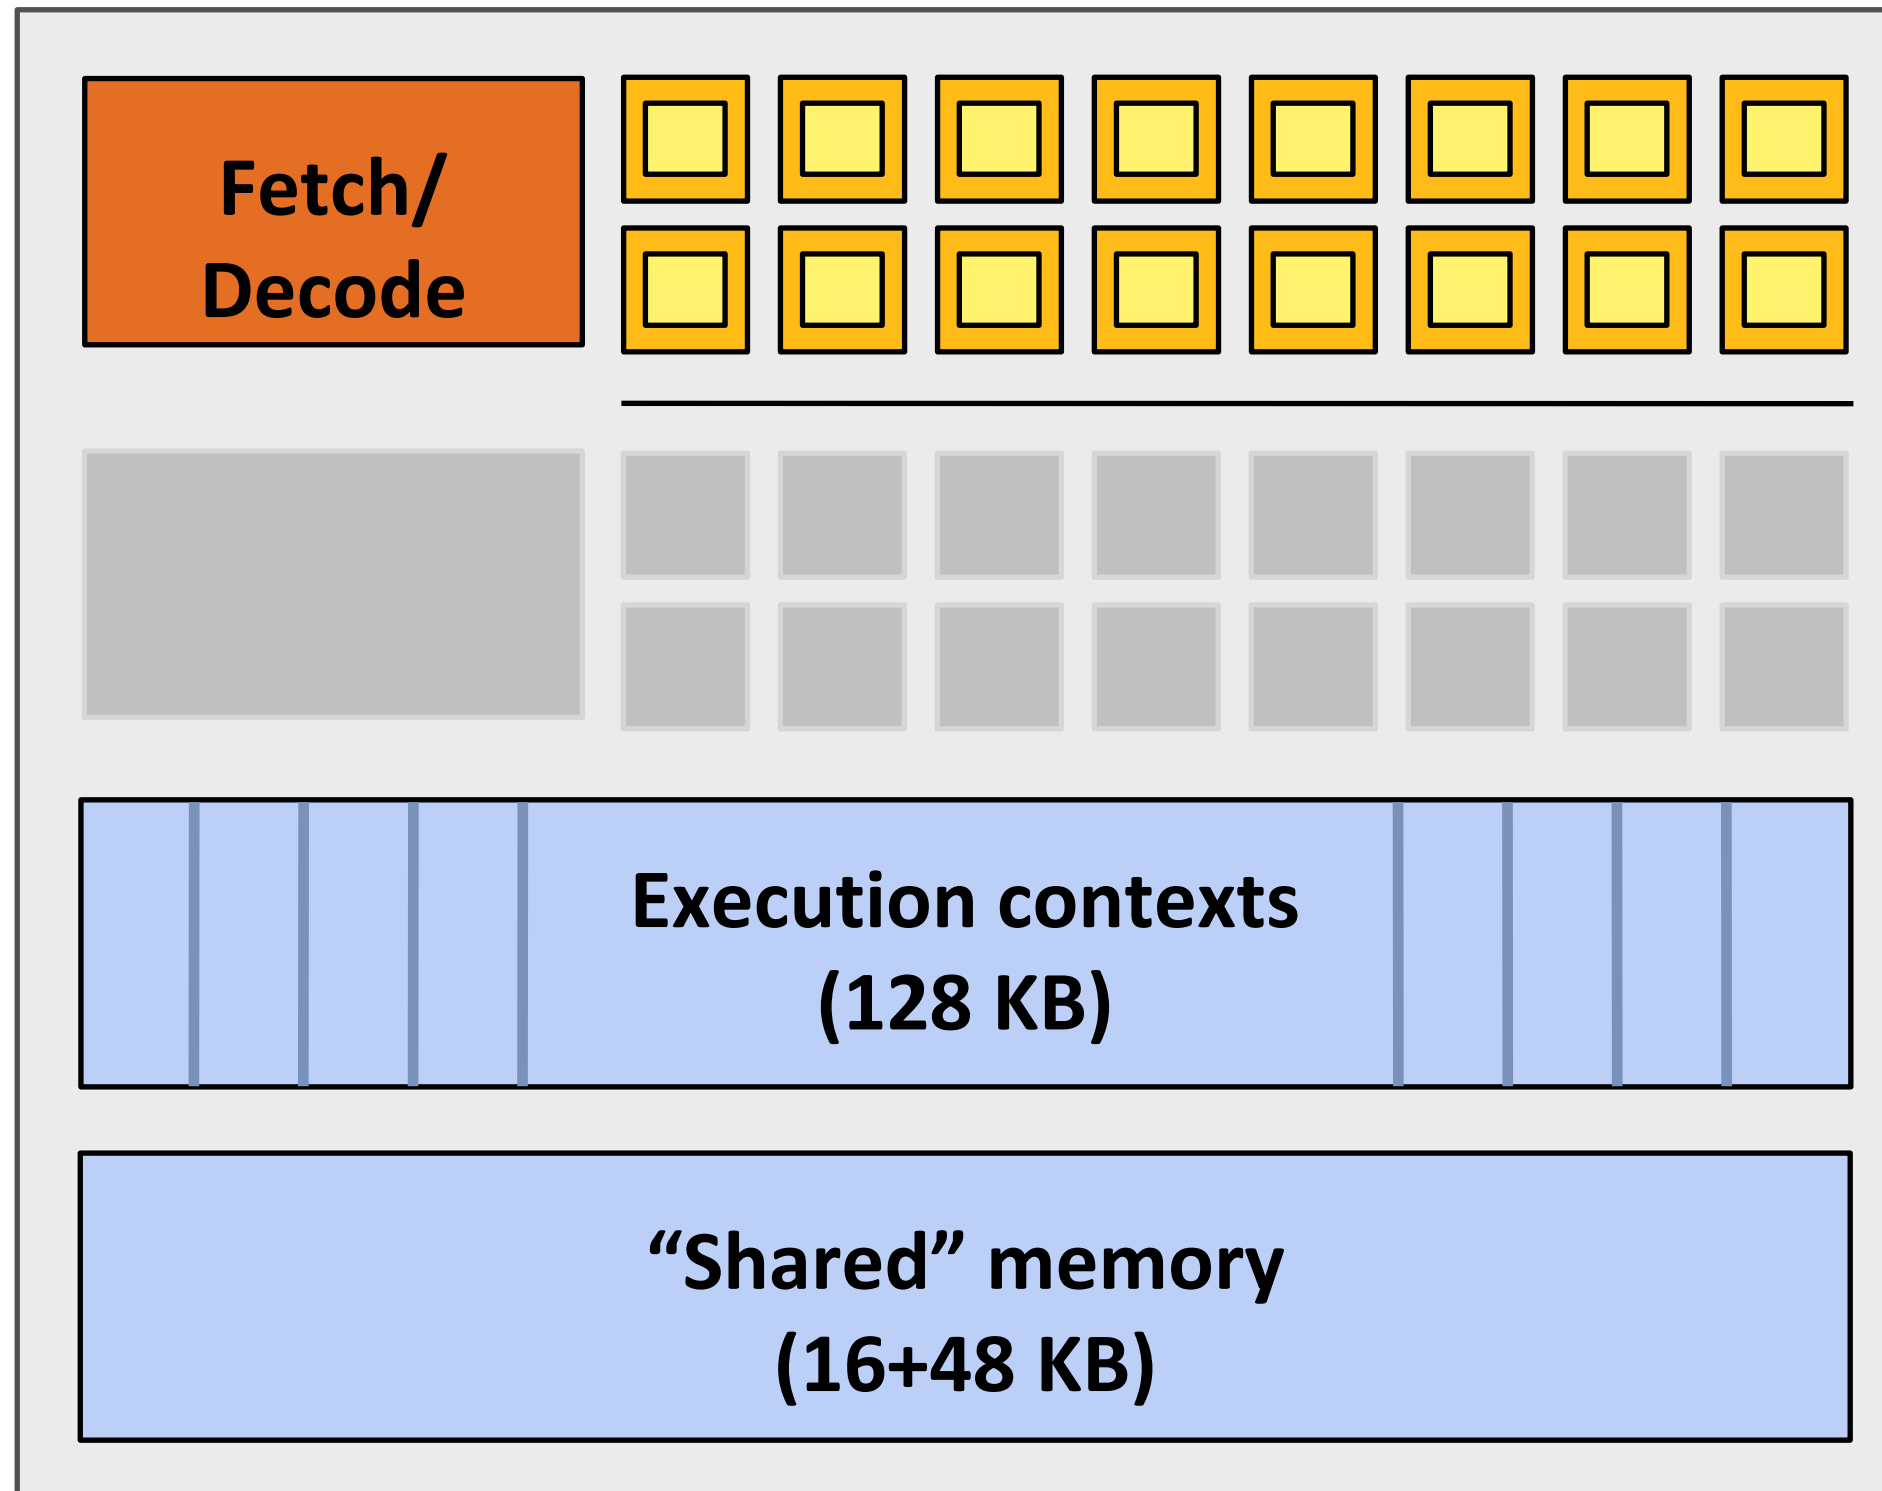 Fetch/
Decode
Execution contexts
(128 KB)
“Shared” memory
(16+48 KB)